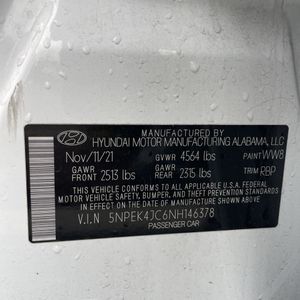 MANUFACTURED BY
HYUNDAI MOTOR MANUFACTURING ALABAMA, LLC
Nov/11/21 GVWR 4564 lbs PAINT WW8
GAWR FRONT 2513 lbs GAWR REAR 2315 lbs TRIM RBP
THIS VEHICLE CONFORMS TO ALL APPLICABLE
U.S. FEDERAL MOTOR VEHICLE SAFETY, BUMPER, AND THEFT PREVENTION STANDARDS
IN EFFECT ON THE DATE OF MANUFACTURE SHOWN ABOVE.
V.I.N 5NPEK4JC6NH146378
PASSENGER CAR